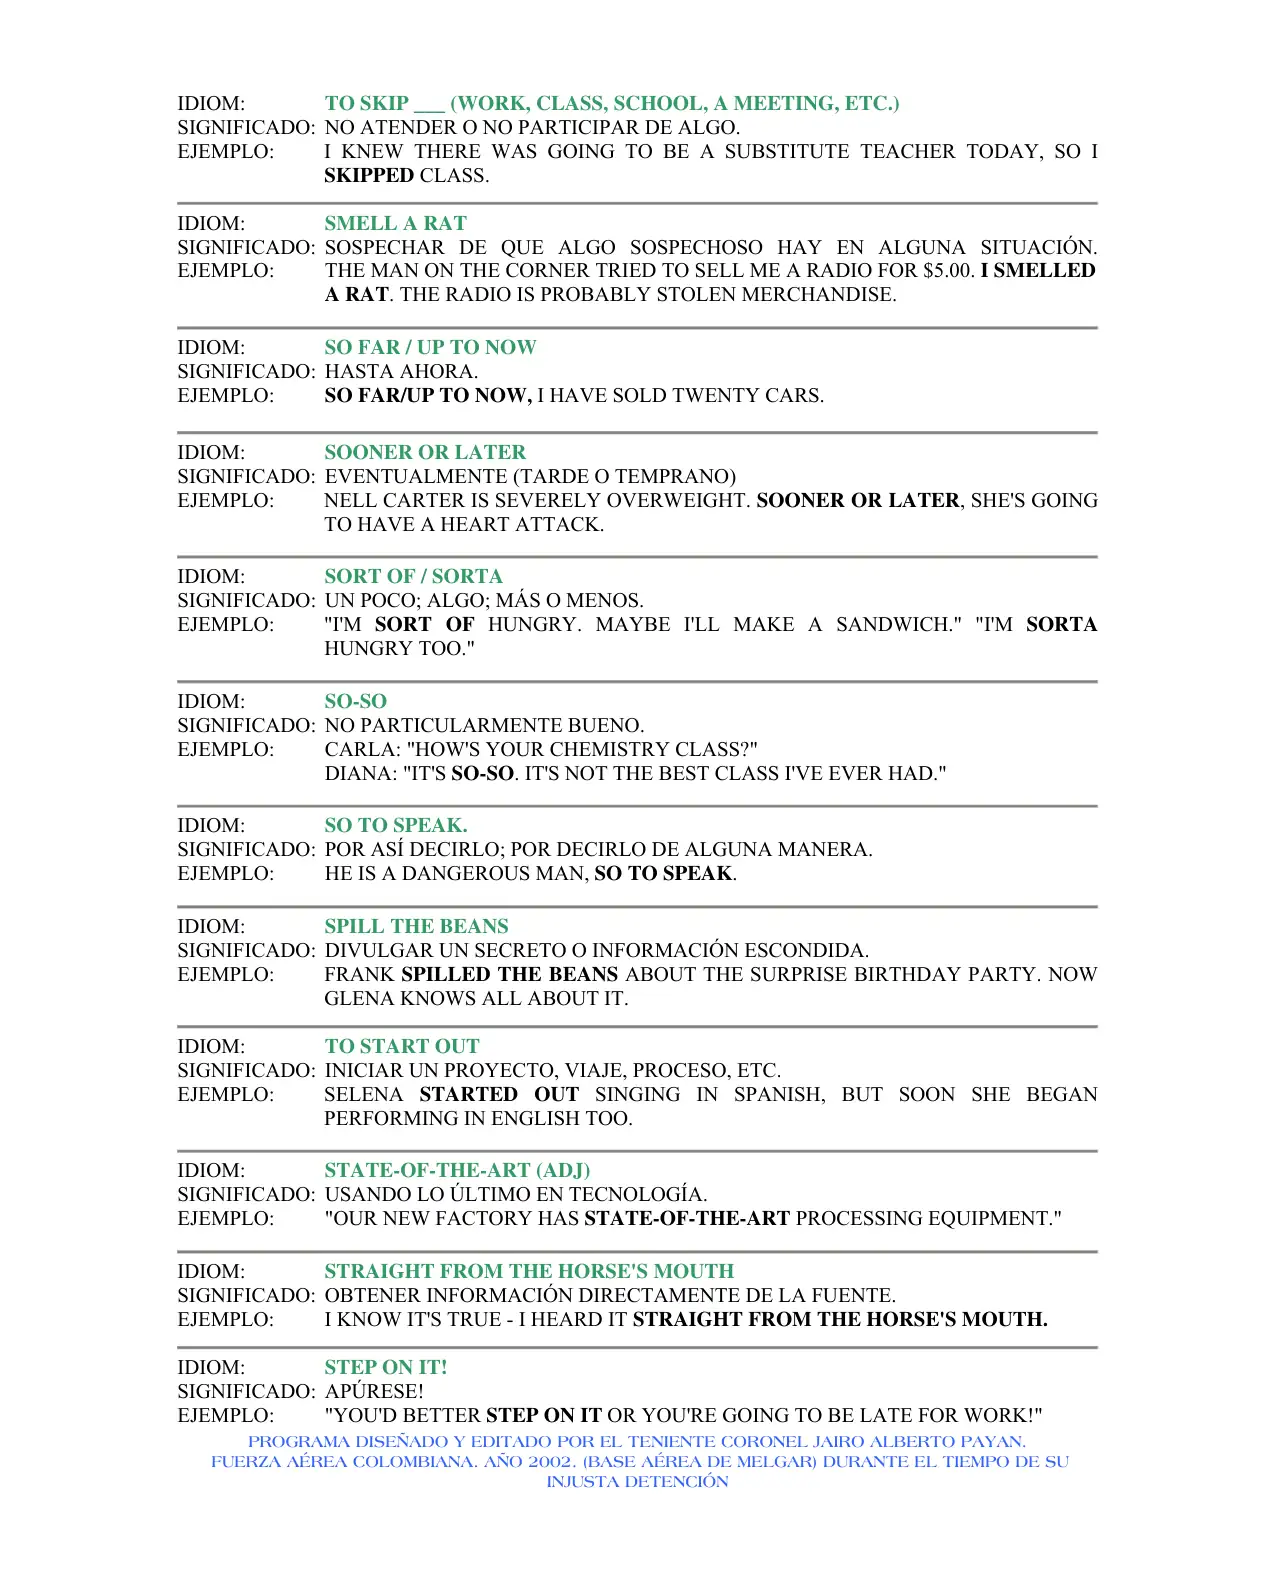 IDIOM: TO SKIP ___ (WORK, CLASS, SCHOOL, A MEETING, ETC.)
SIGNIFICADO: NO ATENDER O NO PARTICIPAR DE ALGO.
EJEMPLO: I KNEW THERE WAS GOING TO BE A SUBSTITUTE TEACHER TODAY, SO I
SKIPPED CLASS.
IDIOM: SMELL A RAT
SIGNIFICADO: SOSPECHAR DE QUE ALGO SOSPECHOSO HAY EN ALGUNA SITUACIÓN.
EJEMPLO: THE MAN ON THE CORNER TRIED TO SELL ME A RADIO FOR $5.00. I SMELLED
A RAT. THE RADIO IS PROBABLY STOLEN MERCHANDISE.
IDIOM: SO FAR / UP TO NOW
SIGNIFICADO: HASTA AHORA.
EJEMPLO: SO FAR/UP TO NOW, I HAVE SOLD TWENTY CARS.
IDIOM: SOONER OR LATER
SIGNIFICADO: EVENTUALMENTE (TARDE O TEMPRANO)
EJEMPLO: NELL CARTER IS SEVERELY OVERWEIGHT. SOONER OR LATER, SHE'S GOING
TO HAVE A HEART ATTACK.
IDIOM: SORT OF / SORTA
SIGNIFICADO: UN POCO; ALGO; MÁS O MENOS.
EJEMPLO: "I'M SORT OF HUNGRY. MAYBE I'LL MAKE A SANDWICH." "I'M SORTA
HUNGRY TOO."
IDIOM: SO-SO
SIGNIFICADO: NO PARTICULARMENTE BUENO.
EJEMPLO: CARLA: "HOW'S YOUR CHEMISTRY CLASS?"
DIANA: "IT'S SO-SO. IT'S NOT THE BEST CLASS I'VE EVER HAD."
IDIOM: SO TO SPEAK.
SIGNIFICADO: POR ASÍ DECIRLO; POR DECIRLO DE ALGUNA MANERA.
EJEMPLO: HE IS A DANGEROUS MAN, SO TO SPEAK.
IDIOM: SPILL THE BEANS
SIGNIFICADO: DIVULGAR UN SECRETO O INFORMACIÓN ESCONDIDA.
EJEMPLO: FRANK SPILLED THE BEANS ABOUT THE SURPRISE BIRTHDAY PARTY. NOW
GLENA KNOWS ALL ABOUT IT.
IDIOM: TO START OUT
SIGNIFICADO: INICIAR UN PROYECTO, VIAJE, PROCESO, ETC.
EJEMPLO: SELENA STARTED OUT SINGING IN SPANISH, BUT SOON SHE BEGAN
PERFORMING IN ENGLISH TOO.
IDIOM: STATE-OF-THE-ART (ADJ)
SIGNIFICADO: USANDO LO ÚLTIMO EN TECNOLOGÍA.
EJEMPLO: "OUR NEW FACTORY HAS STATE-OF-THE-ART PROCESSING EQUIPMENT."
IDIOM: STRAIGHT FROM THE HORSE'S MOUTH
SIGNIFICADO: OBTENER INFORMACIÓN DIRECTAMENTE DE LA FUENTE.
EJEMPLO: I KNOW IT'S TRUE - I HEARD IT STRAIGHT FROM THE HORSE'S MOUTH.
IDIOM: STEP ON IT!
SIGNIFICADO: APÚRESE!
EJEMPLO: "YOU'D BETTER STEP ON IT OR YOU'RE GOING TO BE LATE FOR WORK!"
PROGRAMA DISEÑADO Y EDITADO POR EL TENIENTE CORONEL JAIRO ALBERTO PAYAN.
FUERZA AÉREA COLOMBIANA. AÑO 2002. (BASE AÉREA DE MELGAR) DURANTE EL TIEMPO DE SU
INJUSTA DETENCIÓN